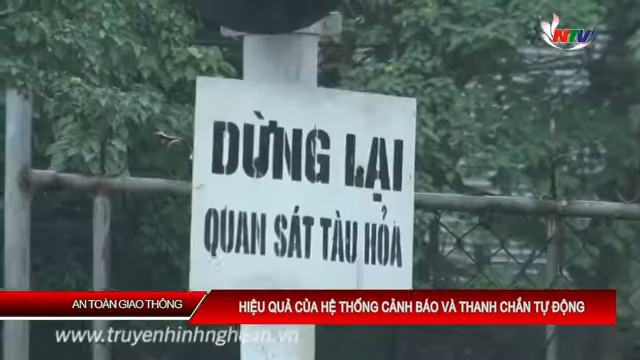 NTV
DỪNG LẠI
QUAN SÁT TÀU HỎA
AN TOÀN GIAO THÔNG
HIỆU QUẢ CỦA HỆ THỐNG CẢNH BÁO VÀ THANH CHẮN TỰ ĐỘNG
www.truyenhinhnghean.vn